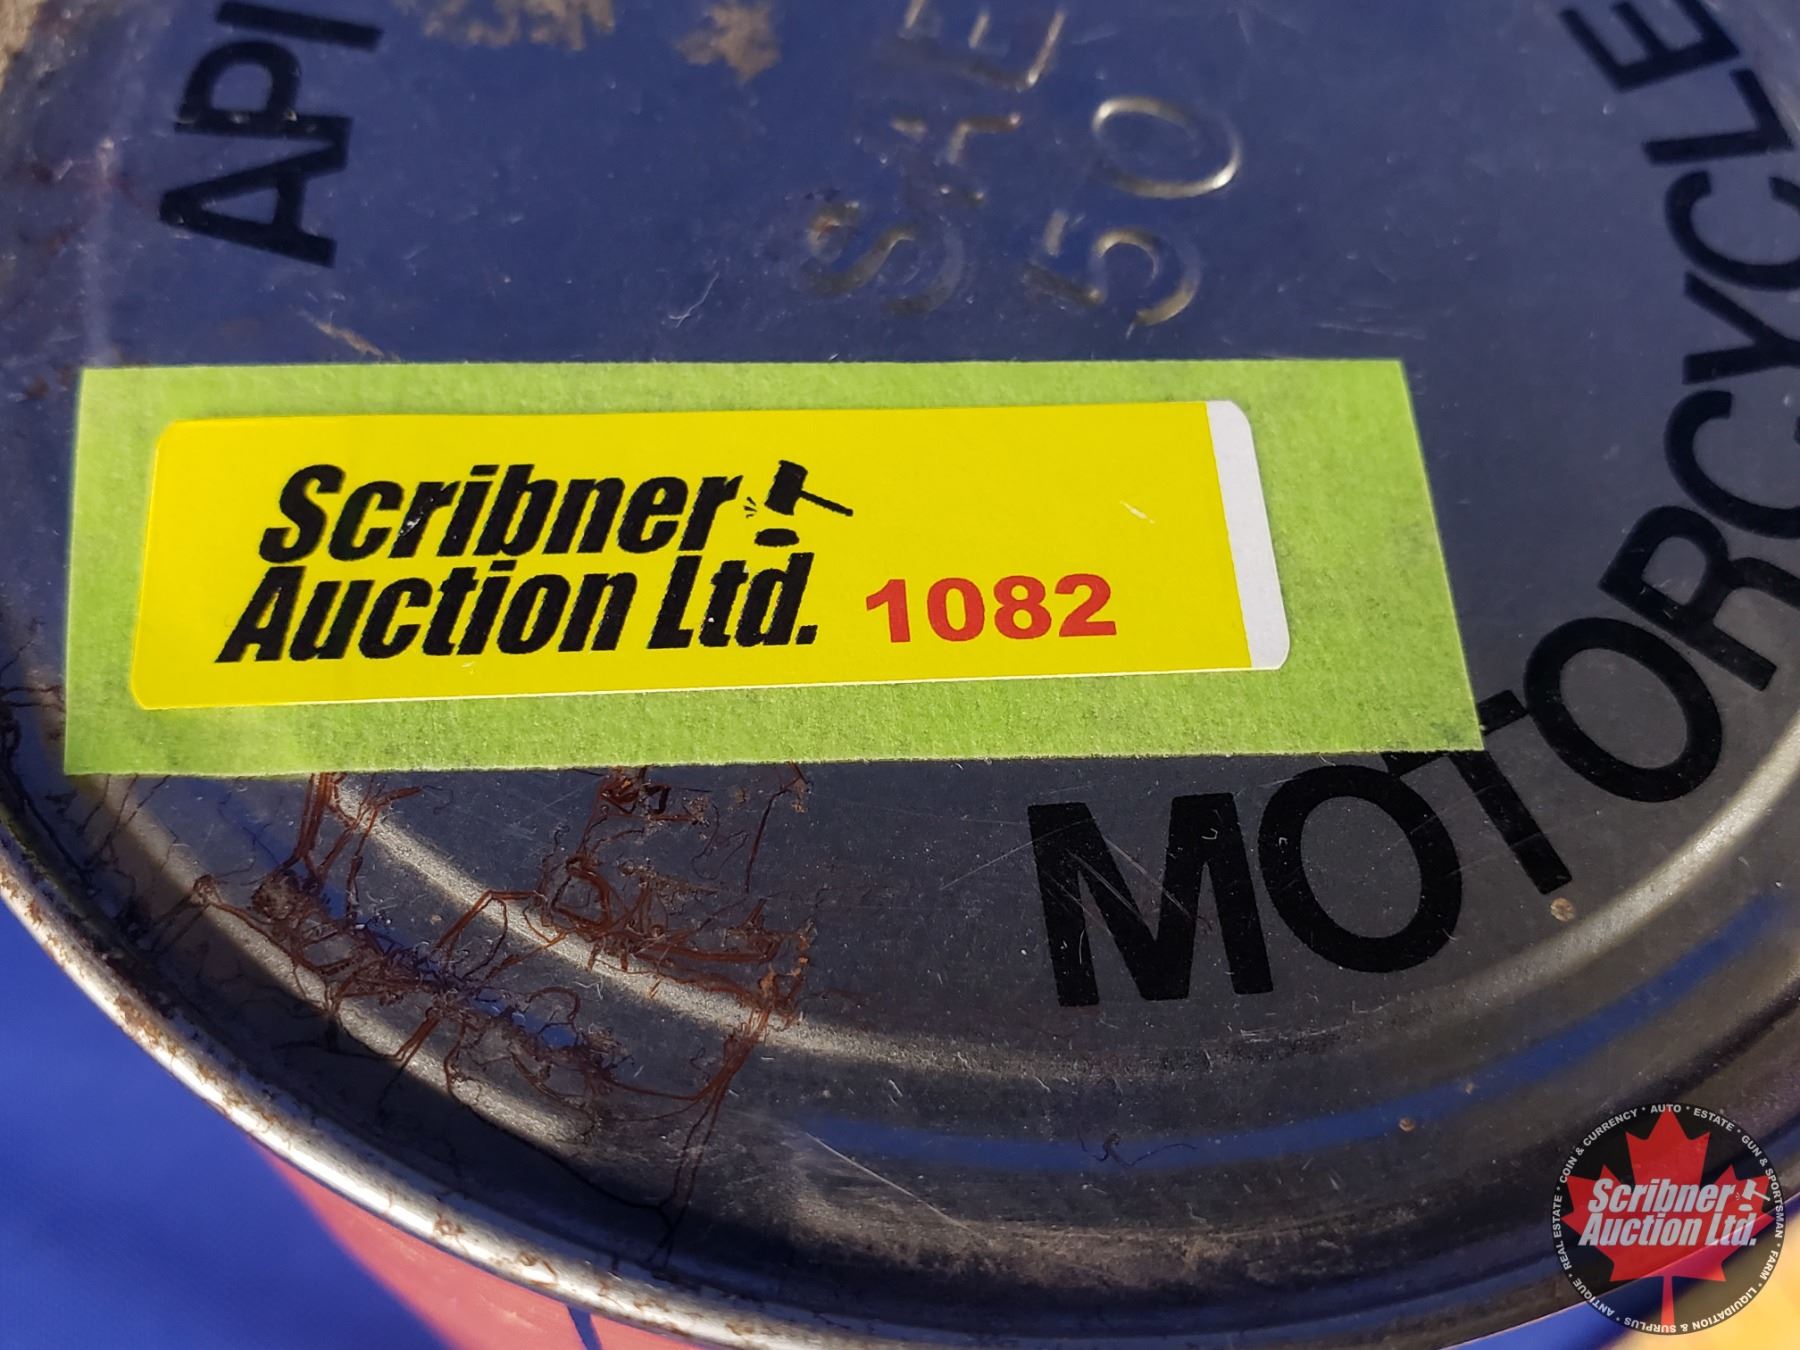 API
SAE
50
MOTORCYCLE
Scribner
Auction Ltd. 1082
COIN & CURRENCY * AUTO * ESTATE * GUN & SPORTSMAN * FARM * LIQUIDATION & SURPLUS * ANTIQUE * REAL ESTATE *
Scribner
Auction Ltd.